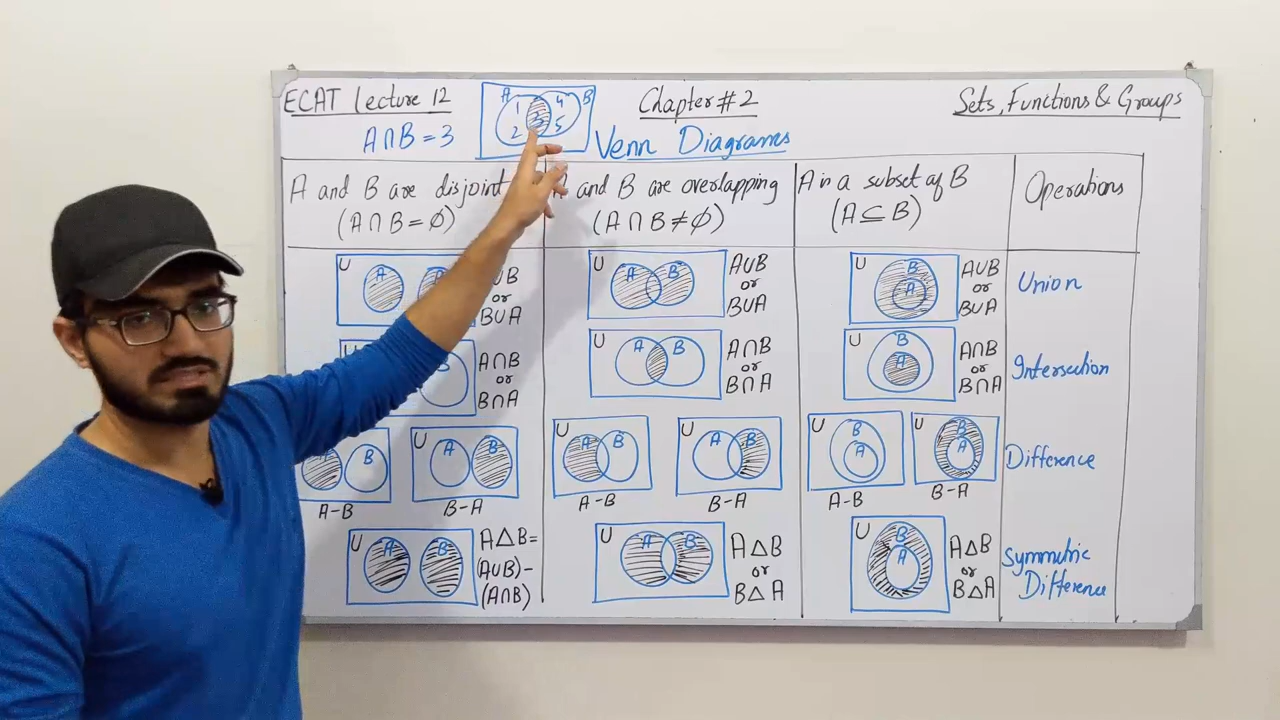 ECAT lecture 12
Chapter #2
Sets, Functions & Groups
A∩B = 3
A 1 2 3 4 5 B
Venn Diagrams
A and B are disjoint
(A∩B = ∅)
and B are overlapping
(A∩B ≠ ∅)
A is a subset of B
(A ⊆ B)
Operations
U A A ∪B or B∪A
U A B A∪B or B∪A
U B A A∪B or B∪A
Union
B A∩B or B∩A
U A B A∩B or B∩A
U B A A∩B or B∩A
Intersection
B
A-B
U A B
B-A
U A B
A-B
U A B
B-A
U B A
A-B
U B A
B-A
Difference
U A B
A△B =
(A∪B) -
(A∩B)
U A B
A△B
or
B△A
U B A
A△B
or
B△A
Symmetric
Difference